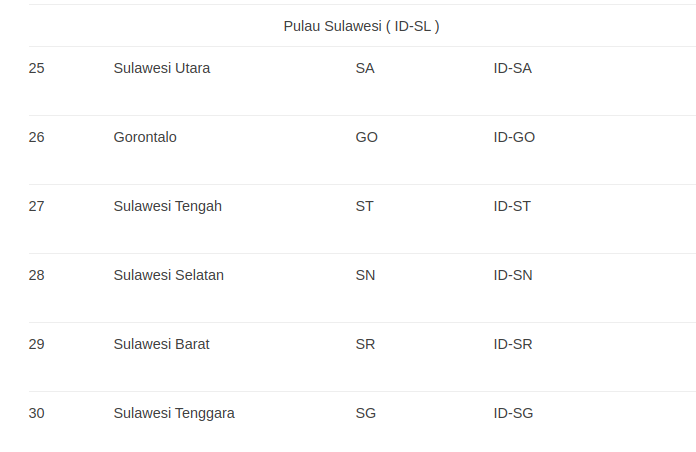 Pulau Sulawesi ( ID-SL )
25 Sulawesi Utara SA ID-SA
26 Gorontalo GO ID-GO
27 Sulawesi Tengah ST ID-ST
28 Sulawesi Selatan SN ID-SN
29 Sulawesi Barat SR ID-SR
30 Sulawesi Tenggara SG ID-SG